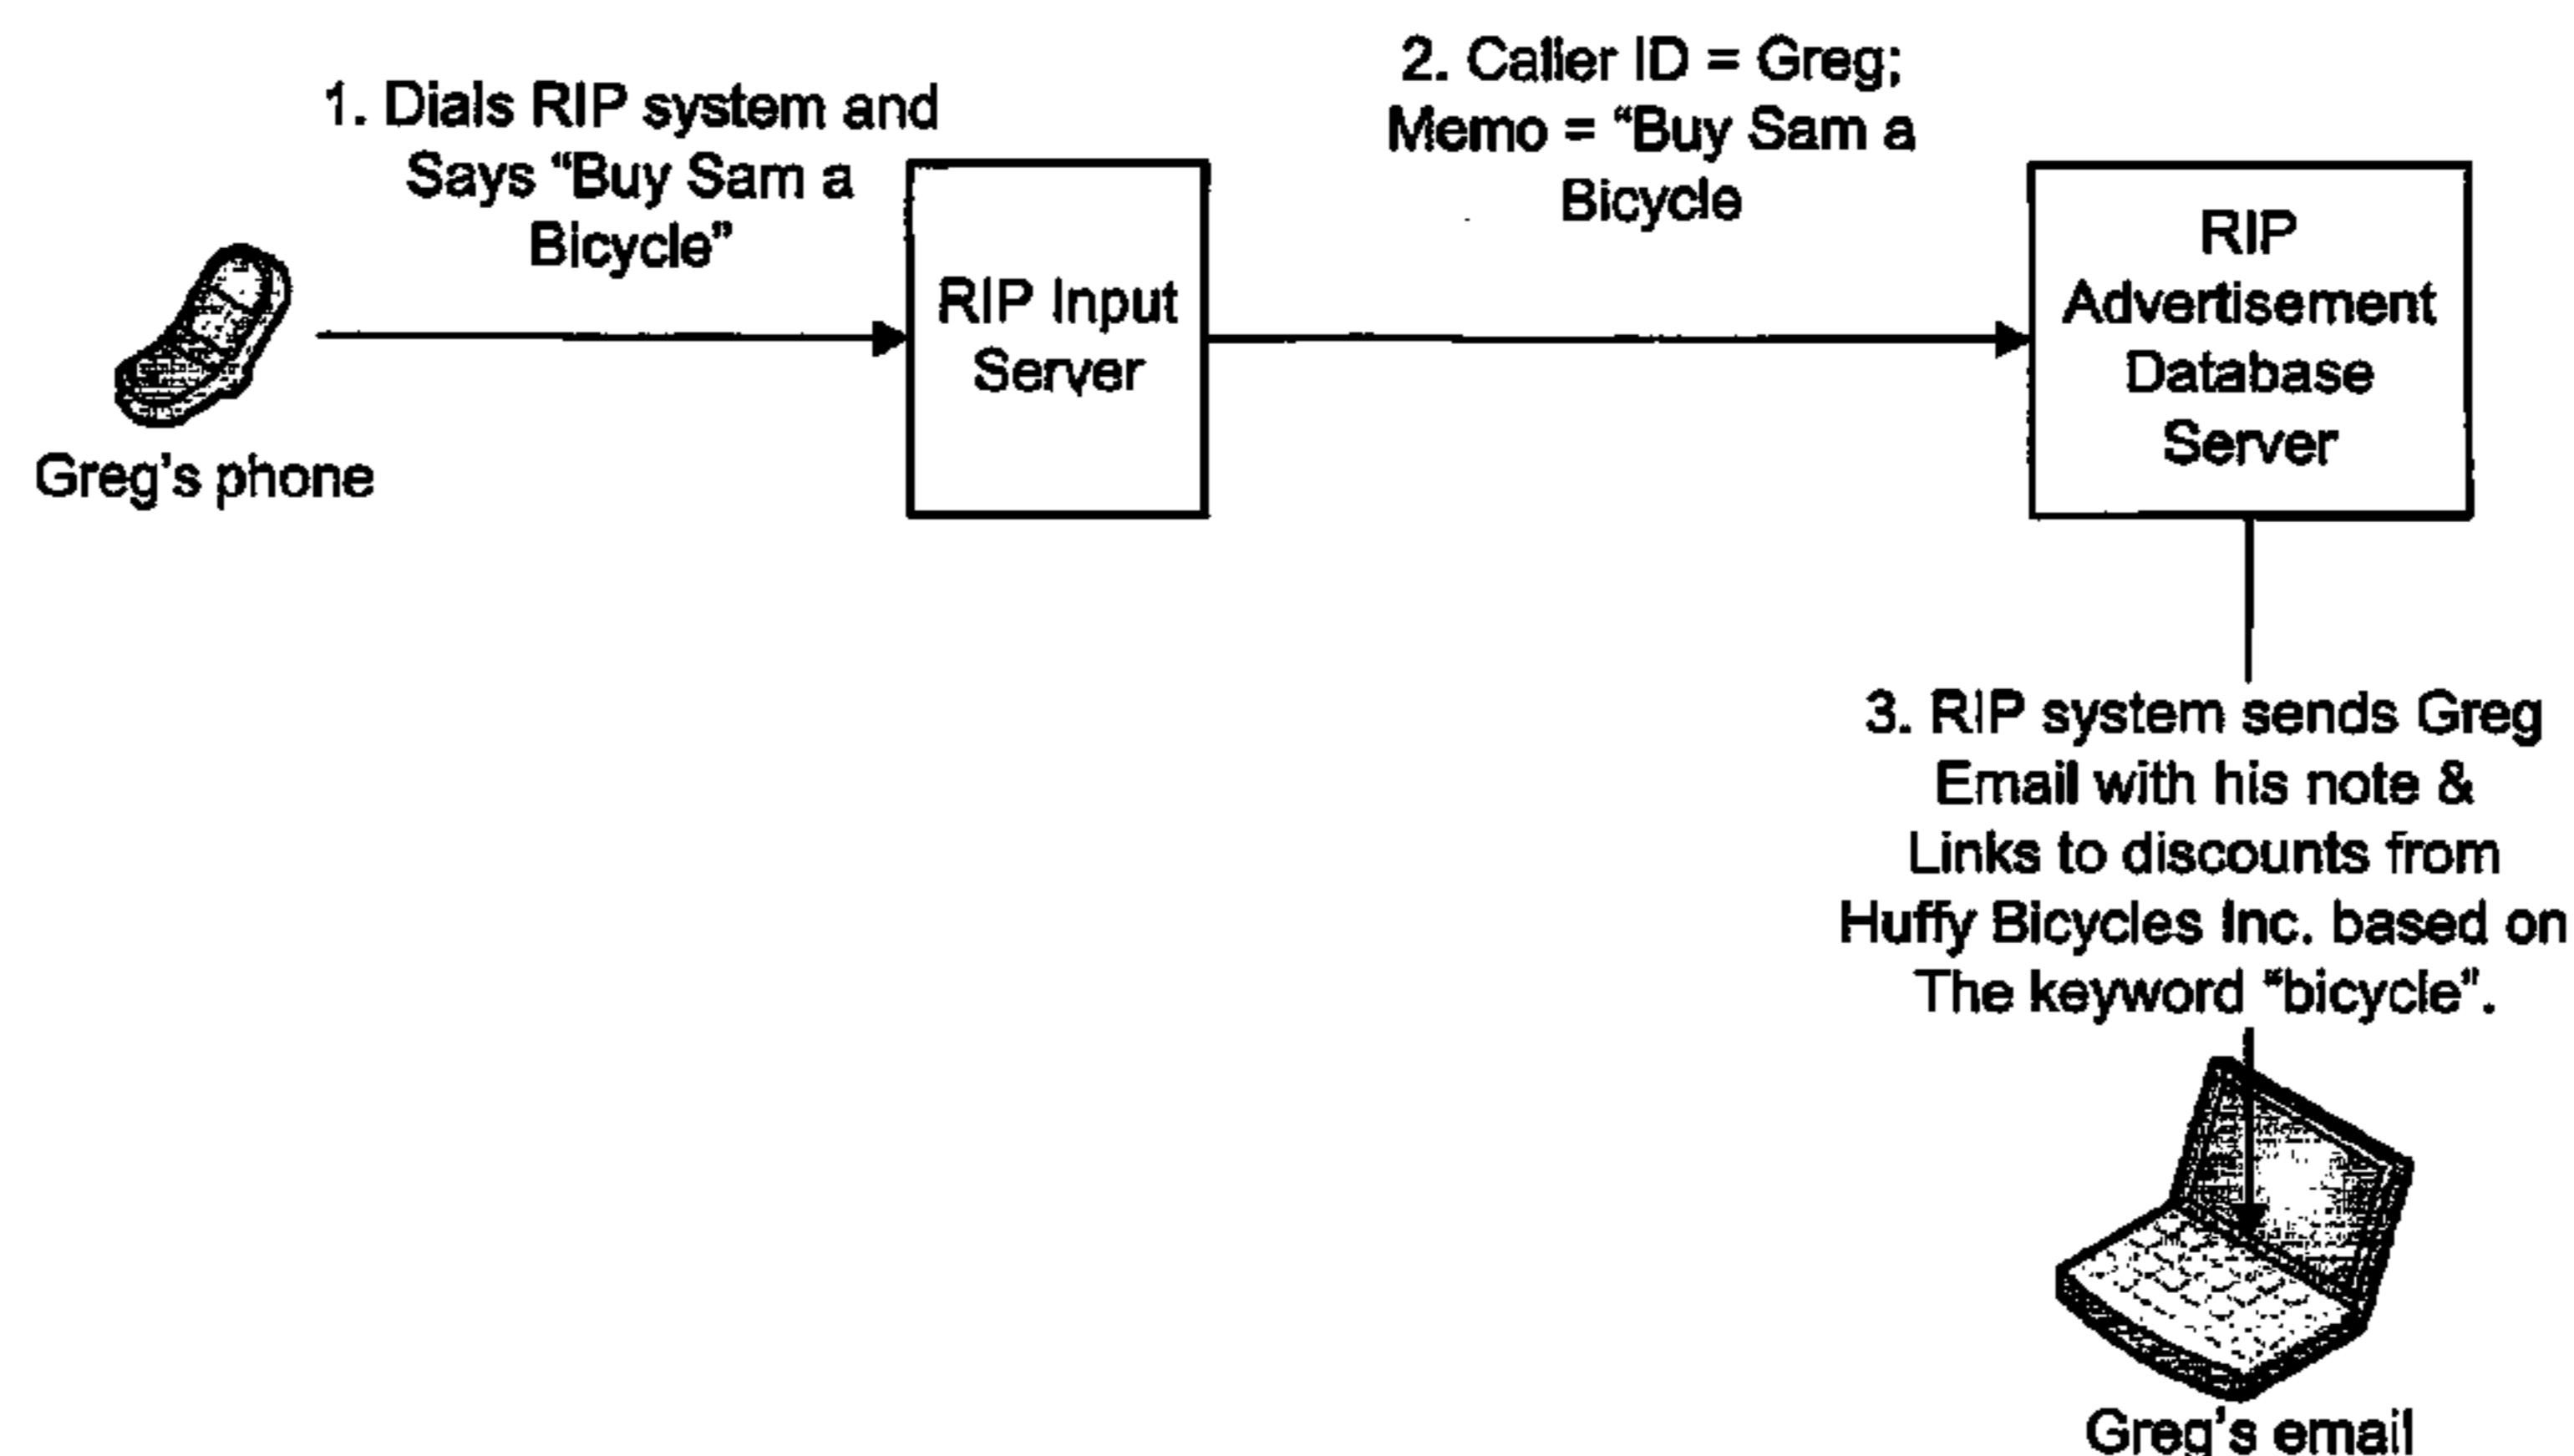 1. Dials RIP system and
Says “Buy Sam a
Bicycle”
2. Caller ID = Greg;
Memo = “Buy Sam a
Bicycle
Greg’s phone
RIP Input
Server
RIP
Advertisement
Database
Server
3. RIP system sends Greg
Email with his note &
Links to discounts from
Huffy Bicycles Inc. based on
The keyword “bicycle”.
Greg’s email